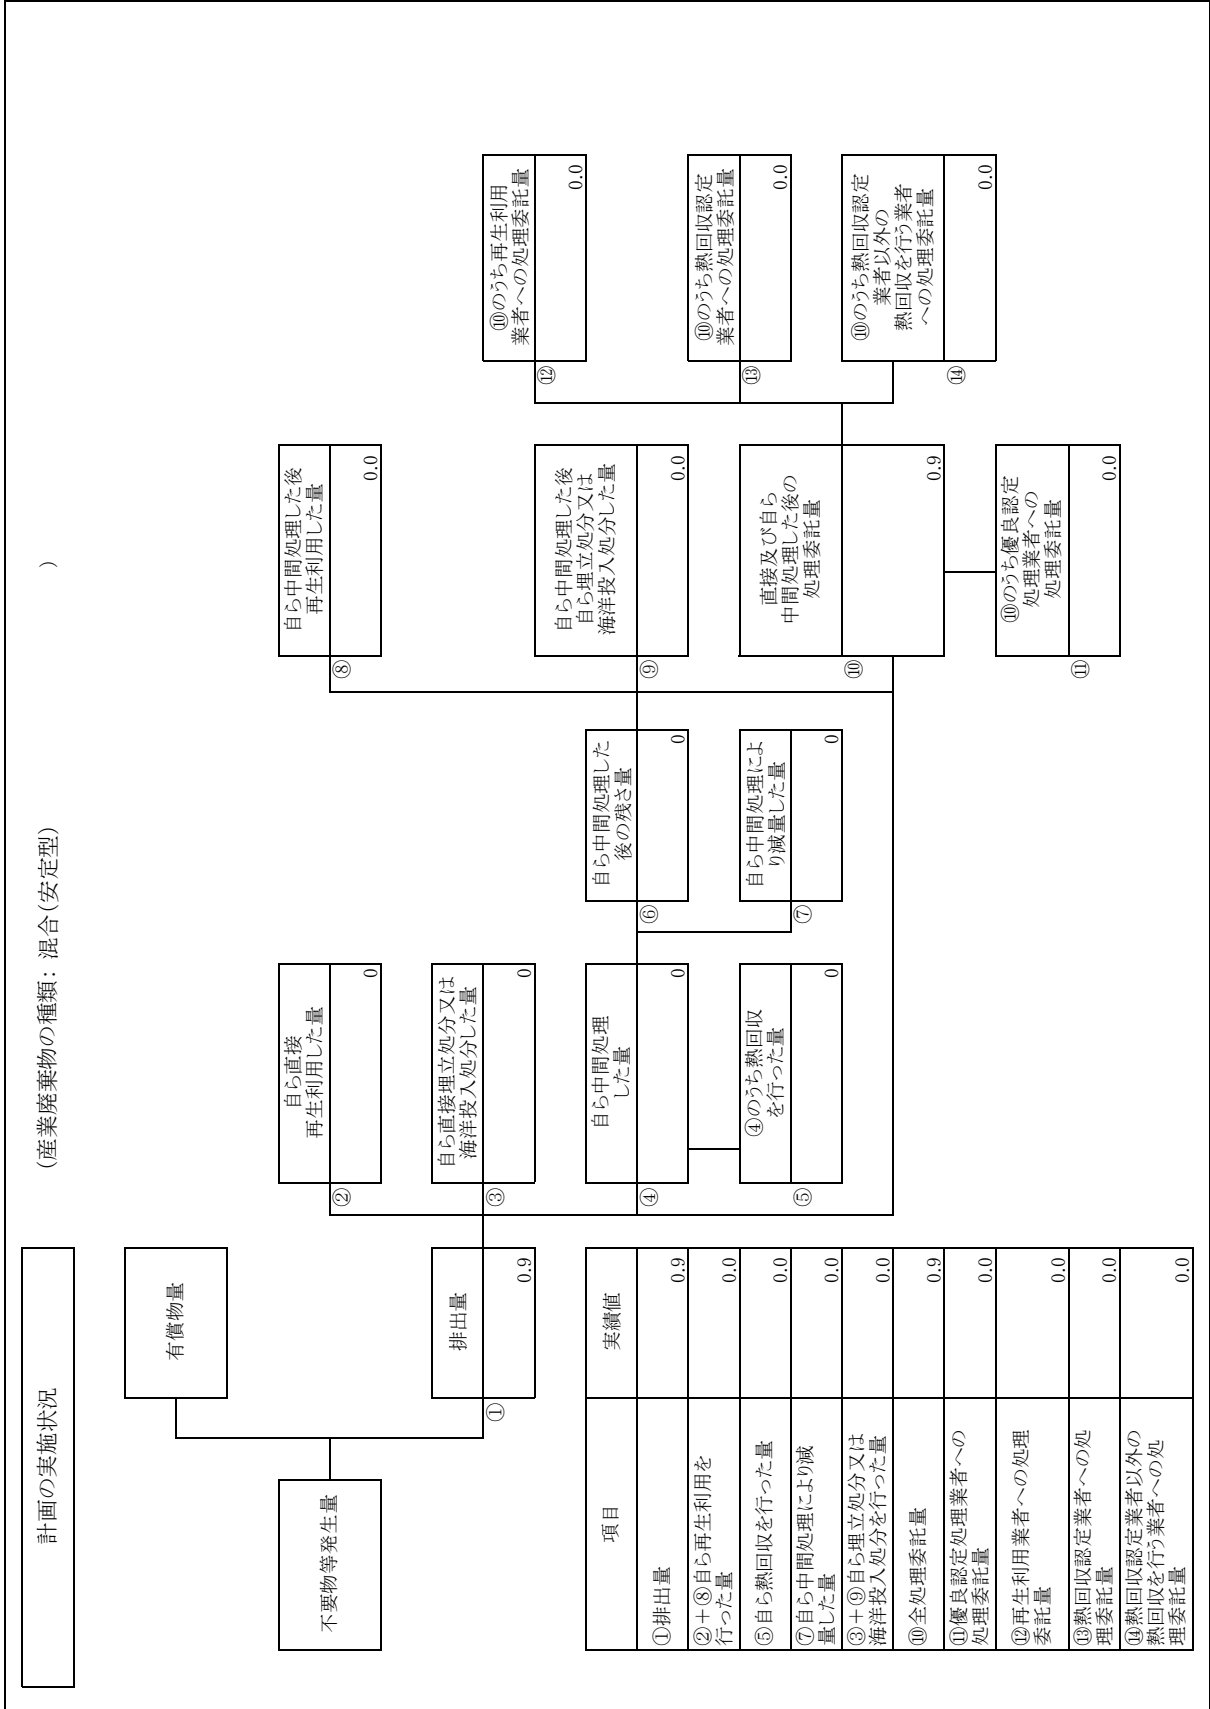 計画の実施状況
(産業廃棄物の種類：混合(安定型)
)
不要物等発生量
有償物量
排出量
①
0.9
自ら直接
再生利用した量
②
0
自ら直接埋立処分又は
海洋投入処分した量
③
0
自ら中間処理
した量
④
0
④のうち熱回収
を行った量
⑤
0
自ら中間処理した
後の残さ量
⑥
0
自ら中間処理によ
り減量した量
⑦
0
自ら中間処理した後
再生利用した量
⑧
0.0
自ら中間処理した後
自ら埋立処分又は
海洋投入処分した量
⑨
0.0
直接及び自ら
中間処理した後の
処理委託量
⑩
0.9
⑩のうち優良認定
処理業者への
処理委託量
⑪
0.0
⑩のうち再生利用
業者への処理委託量
⑫
0.0
⑩のうち熱回収認定
業者への処理委託量
⑬
0.0
⑩のうち熱回収認定
業者以外の
熱回収を行う業者
への処理委託量
⑭
0.0
項目
実績値
①排出量
0.9
②＋⑧自ら再生利用を
行った量
0.0
⑤自ら熱回収を行った量
0.0
⑦自ら中間処理により減
量した量
0.0
③＋⑨自ら埋立処分又は
海洋投入処分を行った量
0.0
⑩全処理委託量
0.9
⑪優良認定処理業者への
処理委託量
0.0
⑫再生利用業者への処理
委託量
0.0
⑬熱回収認定業者への処
理委託量
0.0
⑭熱回収認定業者以外の
熱回収を行う業者への処
理委託量
0.0